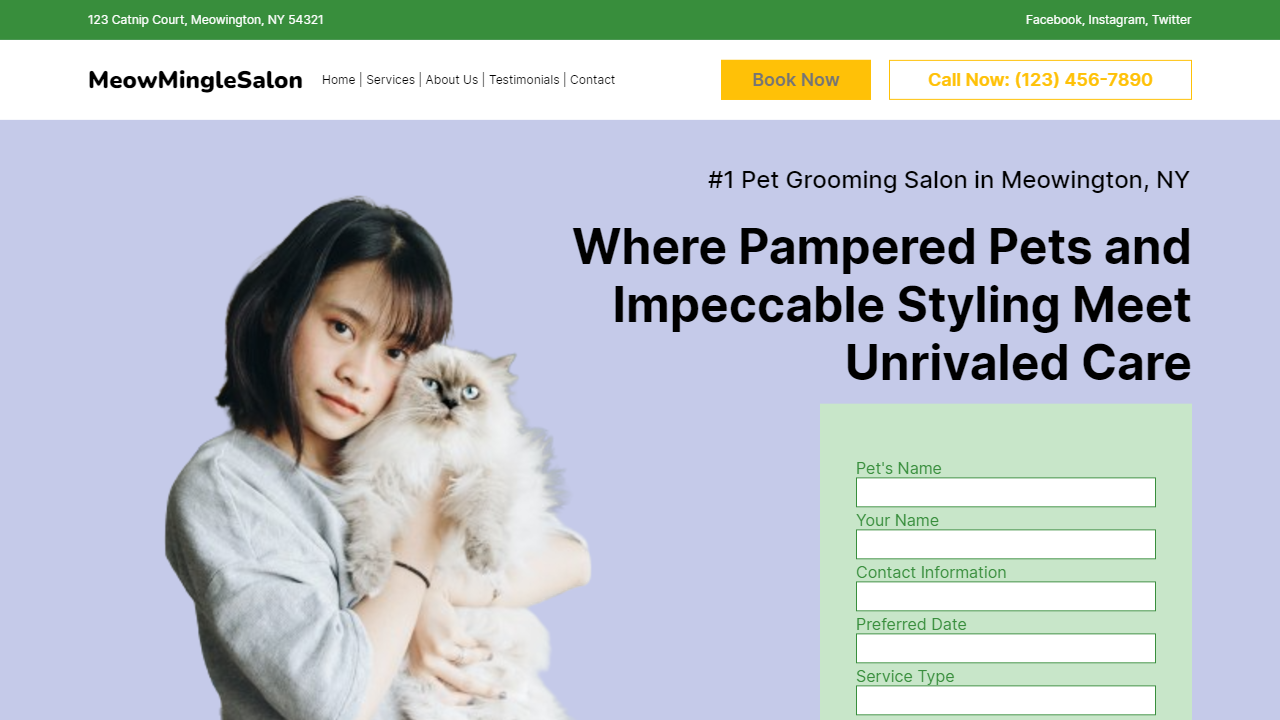 123 Catnip Court, Meowington, NY 54321
Facebook, Instagram, Twitter
MeowMingleSalon
Home | Services | About Us | Testimonials | Contact
Book Now
Call Now: (123) 456-7890
#1 Pet Grooming Salon in Meowington, NY
Where Pampered Pets and
Impeccable Styling Meet
Unrivaled Care
Pet's Name
Your Name
Contact Information
Preferred Date
Service Type